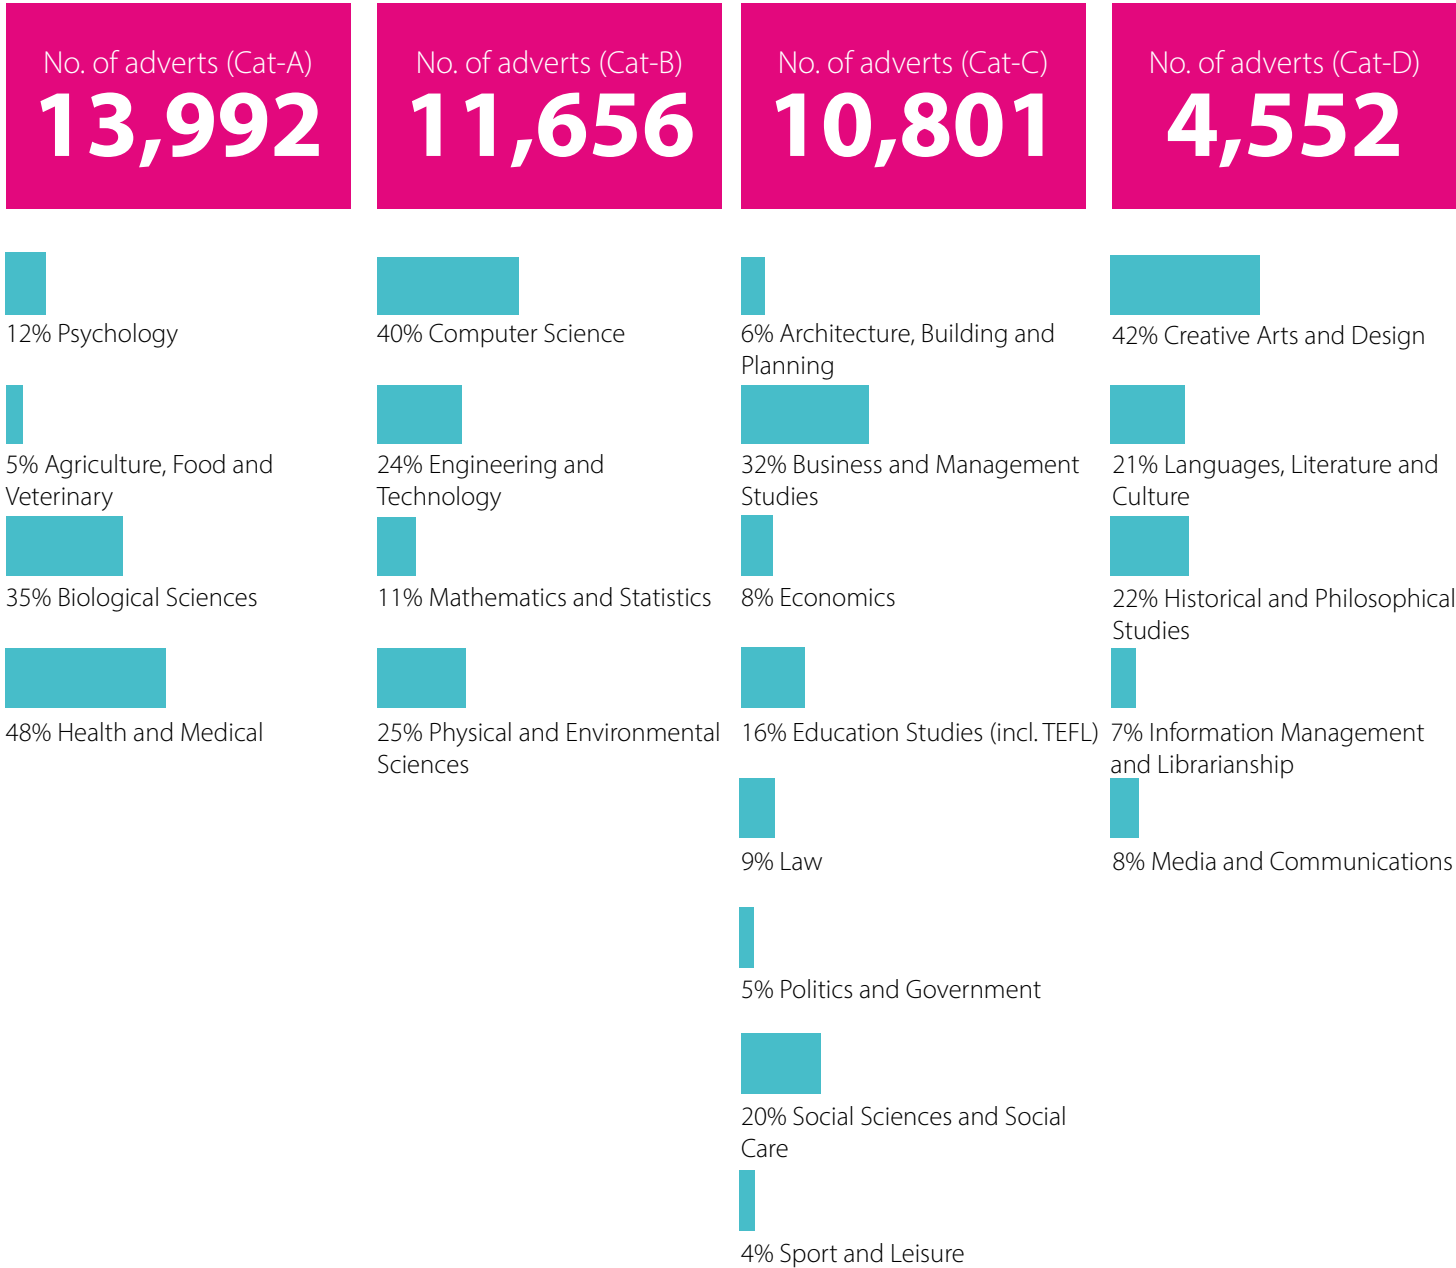 No. of adverts (Cat-A)
13,992
12% Psychology
5% Agriculture, Food and
Veterinary
35% Biological Sciences
48% Health and Medical
No. of adverts (Cat-B)
11,656
40% Computer Science
24% Engineering and
Technology
11% Mathematics and Statistics
25% Physical and Environmental
Sciences
No. of adverts (Cat-C)
10,801
6% Architecture, Building and
Planning
32% Business and Management
Studies
8% Economics
16% Education Studies (incl. TEFL)
9% Law
5% Politics and Government
20% Social Sciences and Social
Care
4% Sport and Leisure
No. of adverts (Cat-D)
4,552
42% Creative Arts and Design
21% Languages, Literature and
Culture
22% Historical and Philosophical
Studies
7% Information Management
and Librarianship
8% Media and Communications